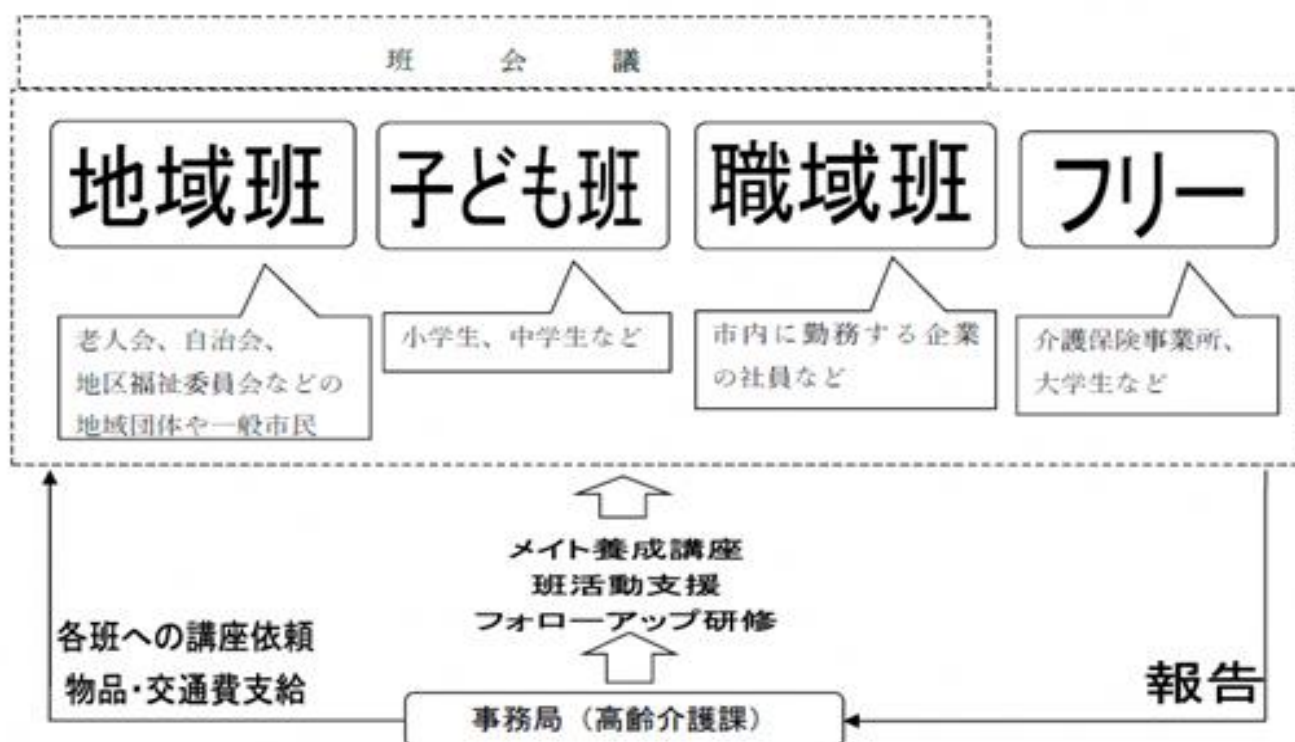 班会議
地域班
子ども班
職域班
フリー
老人会、自治会、
地区福祉委員会などの
地域団体や一般市民
小学生、中学生など
市内に勤務する企業
の社員など
介護保険事業所、
大学生など
メイト養成講座
班活動支援
フォローアップ研修
各班への講座依頼
物品・交通費支給
報告
事務局（高齢介護課）